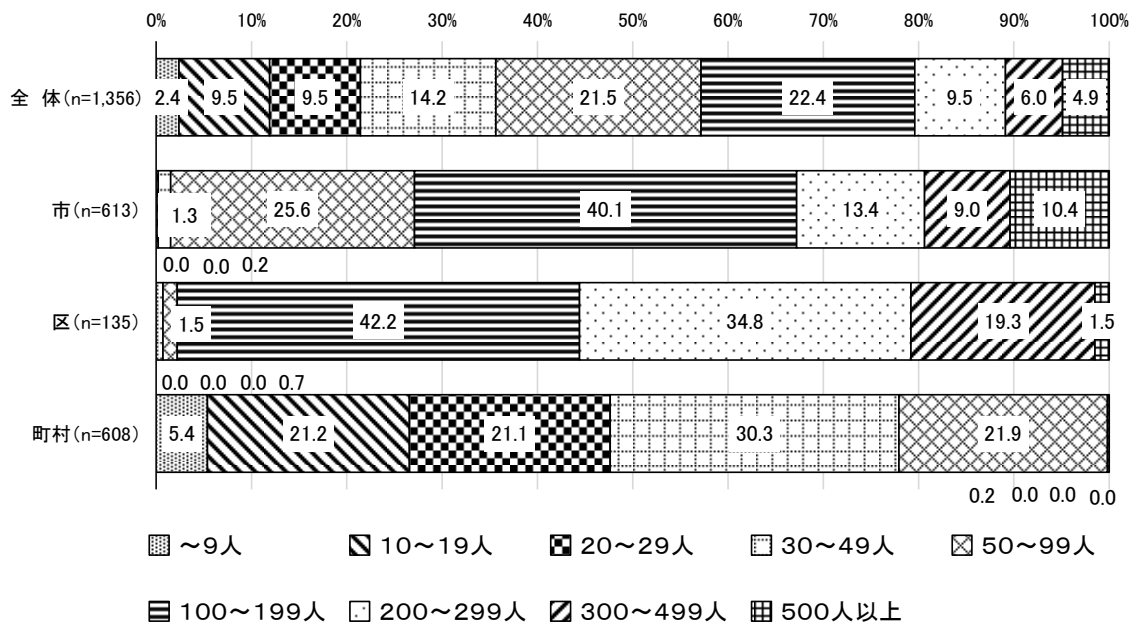 0% 10% 20% 30% 40% 50% 60% 70% 80% 90% 100%
全 体(n=1,356) 2.4 9.5 9.5 14.2 21.5 22.4 9.5 6.0 4.9
市(n=613) 1.3 25.6 40.1 13.4 9.0 10.4
0.0 0.0 0.2
区(n=135) 1.5 42.2 34.8 19.3 1.5
0.0 0.0 0.0 0.7
町村(n=608) 5.4 21.2 21.1 30.3 21.9
0.2 0.0 0.0 0.0
～9人 10～19人 20～29人 30～49人 50～99人
100～199人 200～299人 300～499人 500人以上